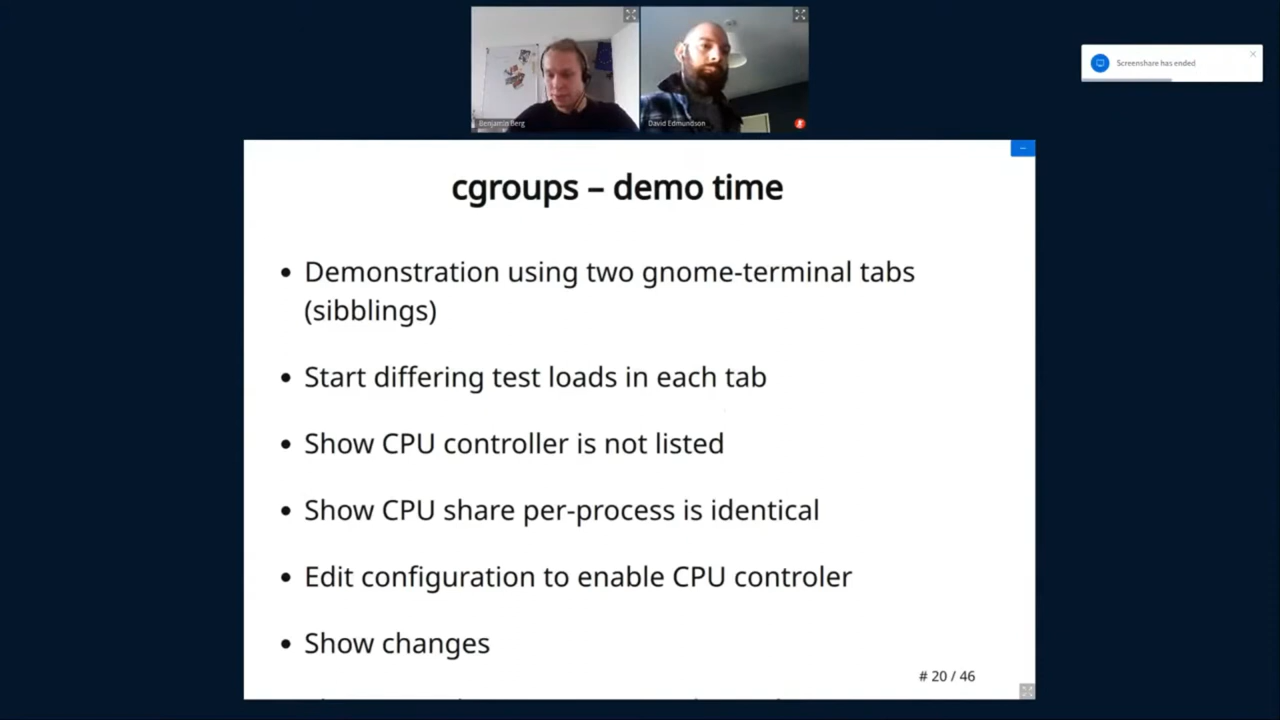 Benjamin Berg
David Edmundson
Screenshare has ended
cgroups – demo time
• Demonstration using two gnome-terminal tabs
(sibblings)
• Start differing test loads in each tab
• Show CPU controller is not listed
• Show CPU share per-process is identical
• Edit configuration to enable CPU controler
• Show changes
# 20 / 46